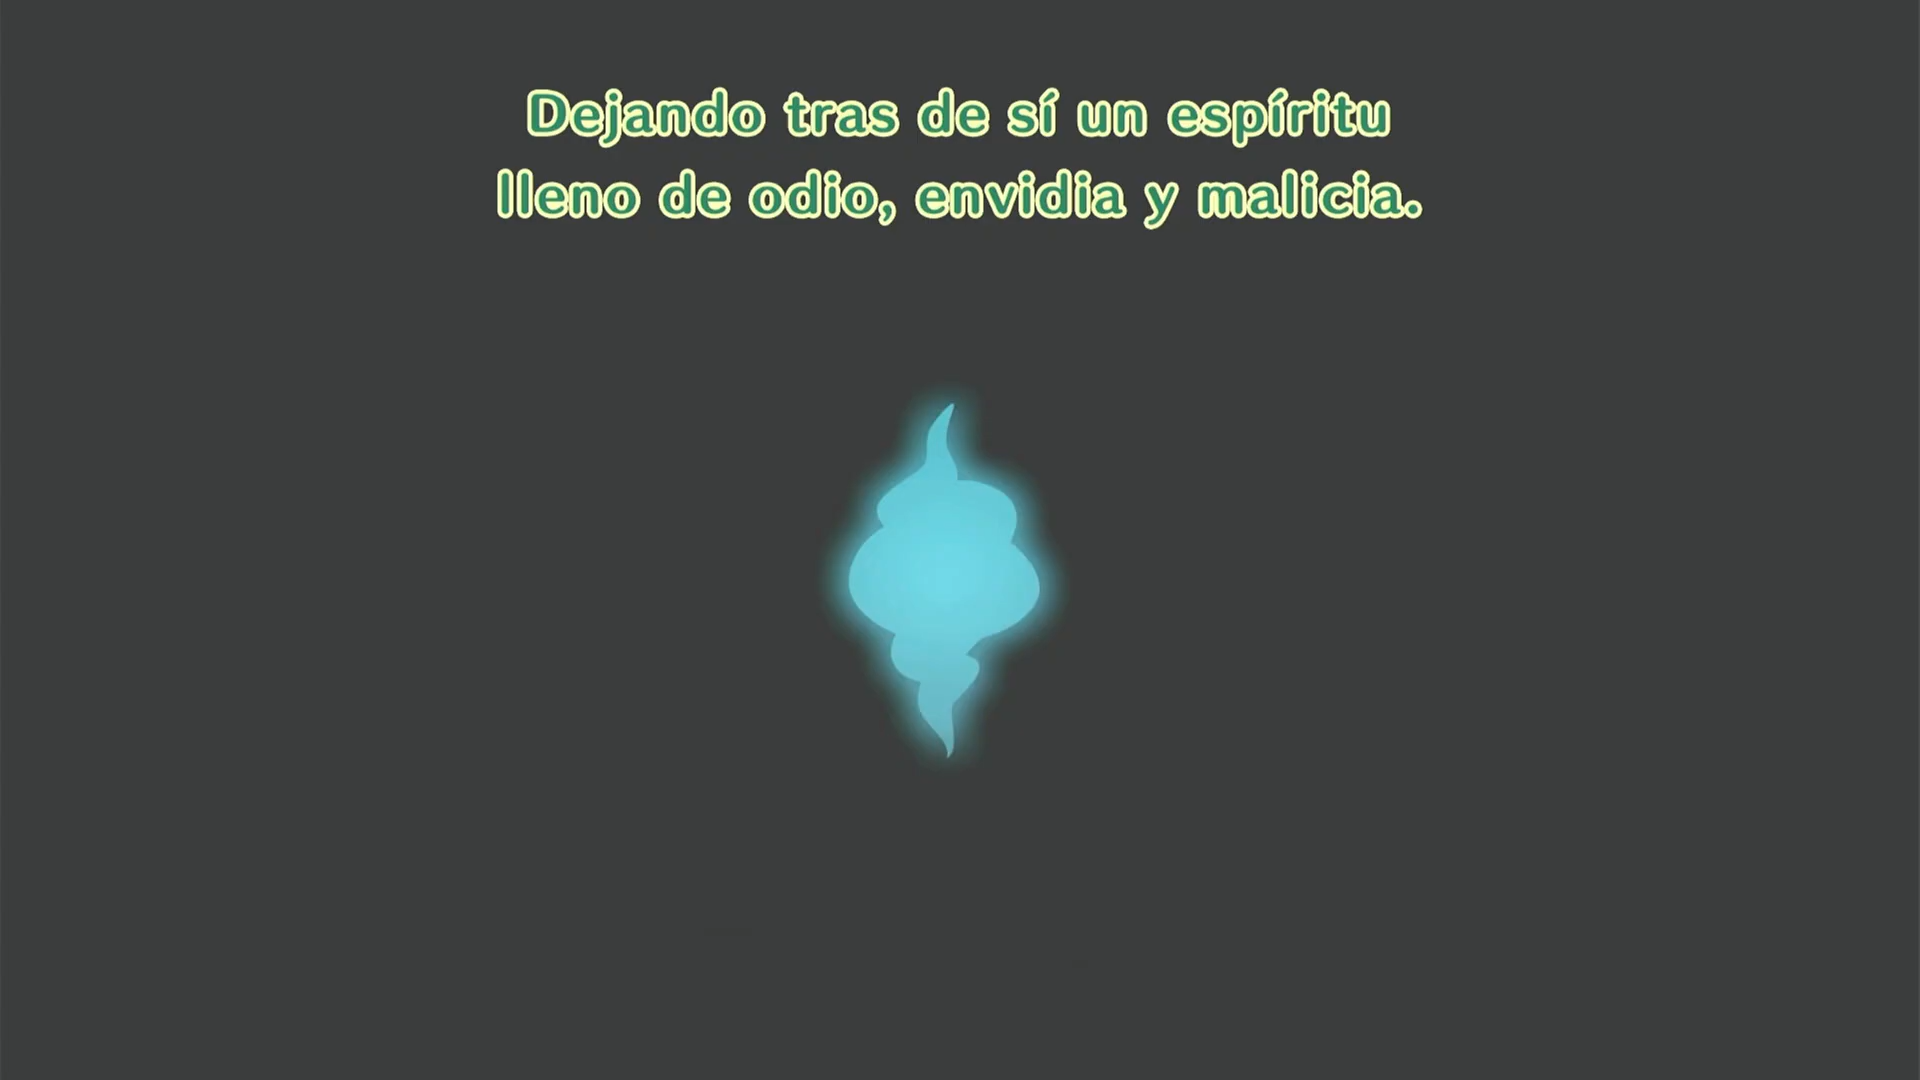 Dejando tras de sí un espíritu
lleno de odio, envidia y malicia.